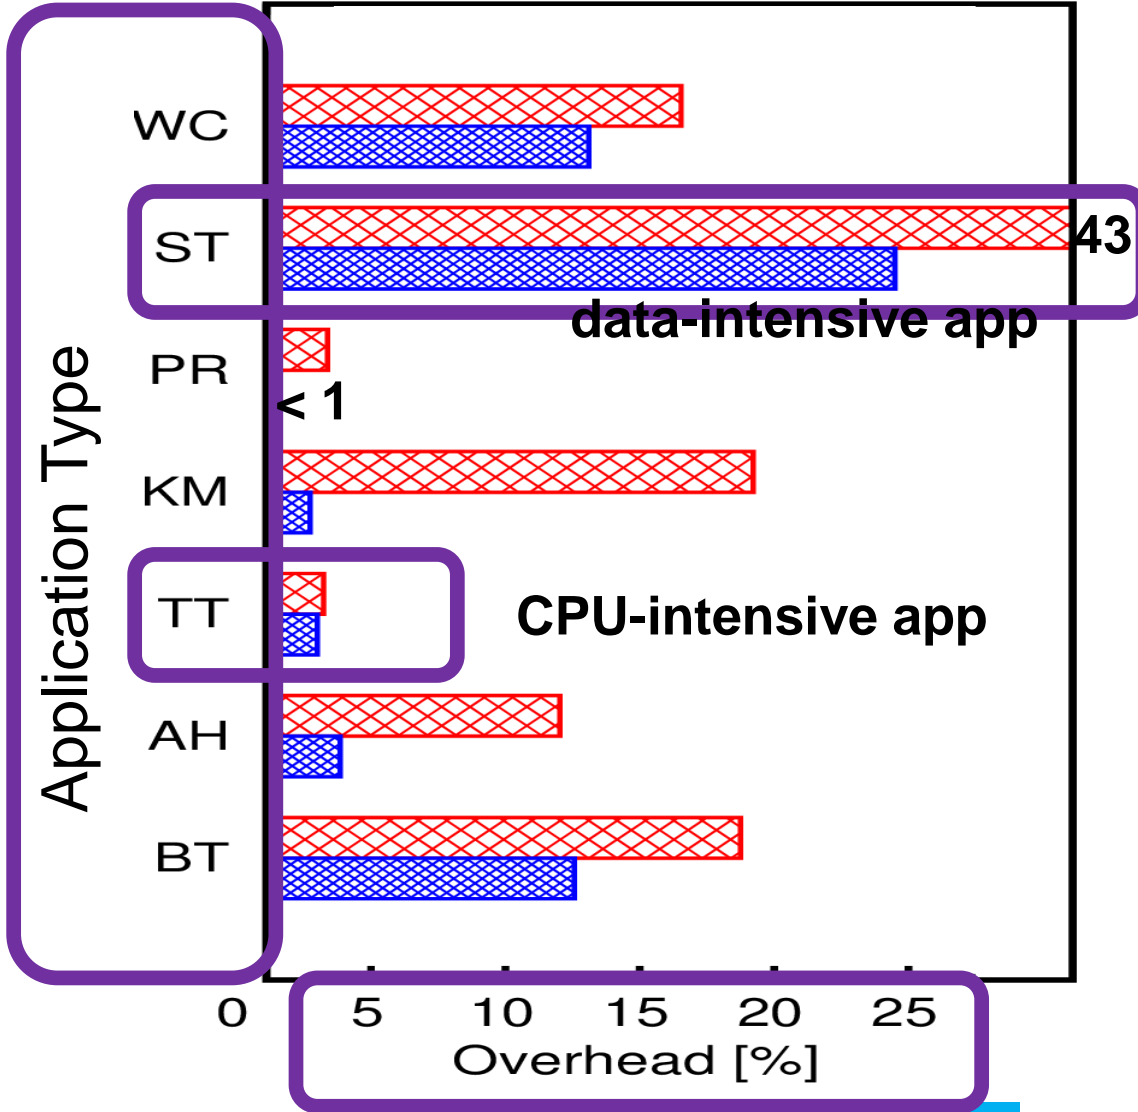 Application Type
WC
ST
43
data-intensive app
PR
< 1
KM
TT
CPU-intensive app
AH
BT
0 5 10 15 20 25
Overhead [%]